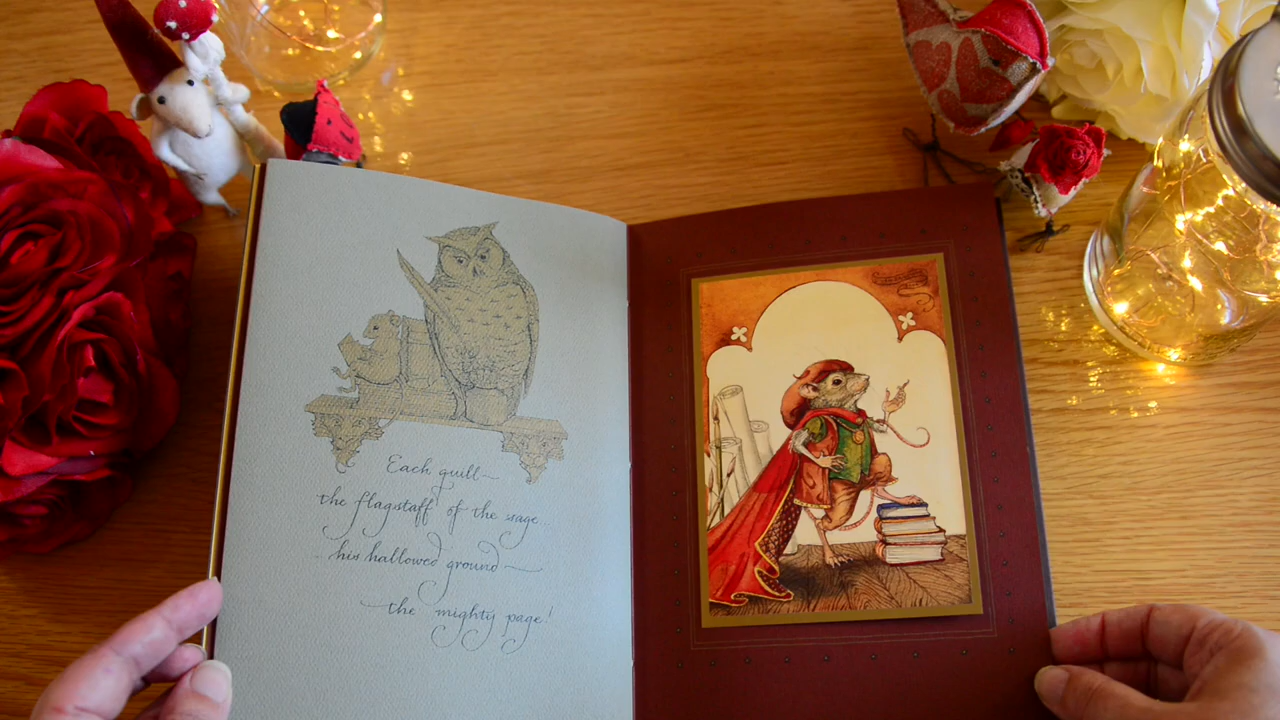 Each quill—
the flagstaff of the sage..
his hallowed ground—
the mighty page!